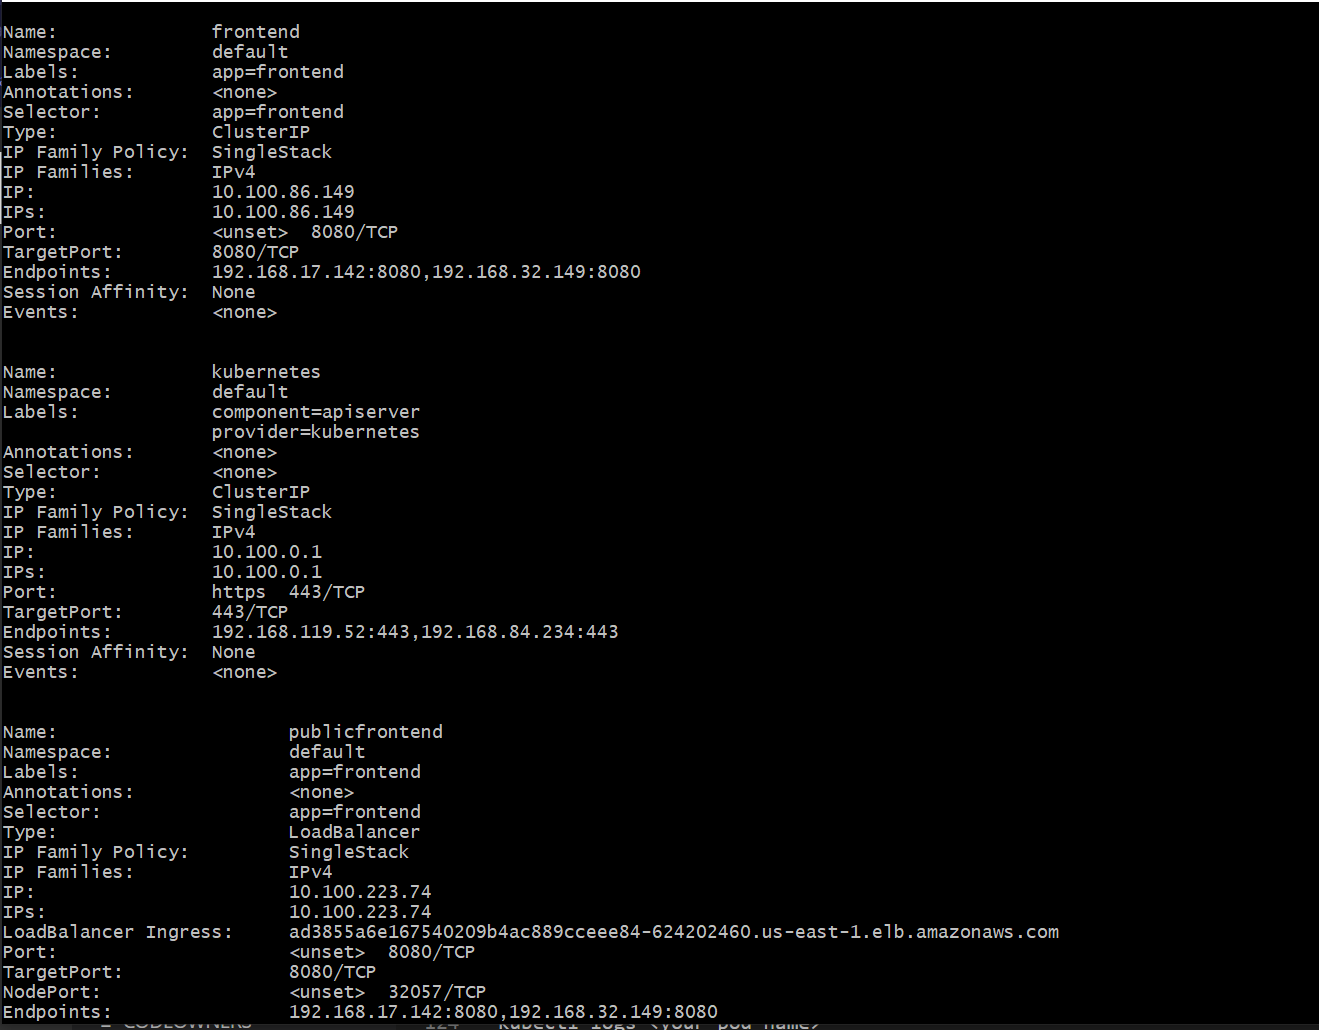 Name: frontend
Namespace: default
Labels: app=frontend
Annotations: <none>
Selector: app=frontend
Type: ClusterIP
IP Family Policy: SingleStack
IP Families: IPv4
IP: 10.100.86.149
IPs: 10.100.86.149
Port: <unset> 8080/TCP
TargetPort: 8080/TCP
Endpoints: 192.168.17.142:8080,192.168.32.149:8080
Session Affinity: None
Events: <none>
Name: kubernetes
Namespace: default
Labels: component=apiserver
provider=kubernetes
Annotations: <none>
Selector: <none>
Type: ClusterIP
IP Family Policy: SingleStack
IP Families: IPv4
IP: 10.100.0.1
IPs: 10.100.0.1
Port: https 443/TCP
TargetPort: 443/TCP
Endpoints: 192.168.119.52:443,192.168.84.234:443
Session Affinity: None
Events: <none>
Name: publicfrontend
Namespace: default
Labels: app=frontend
Annotations: <none>
Selector: app=frontend
Type: LoadBalancer
IP Family Policy: SingleStack
IP Families: IPv4
IP: 10.100.223.74
IPs: 10.100.223.74
LoadBalancer Ingress: ad3855a6e167540209b4ac889cceee84-624202460.us-east-1.elb.amazonaws.com
Port: <unset> 8080/TCP
TargetPort: 8080/TCP
NodePort: <unset> 32057/TCP
Endpoints: 192.168.17.142:8080,192.168.32.149:8080